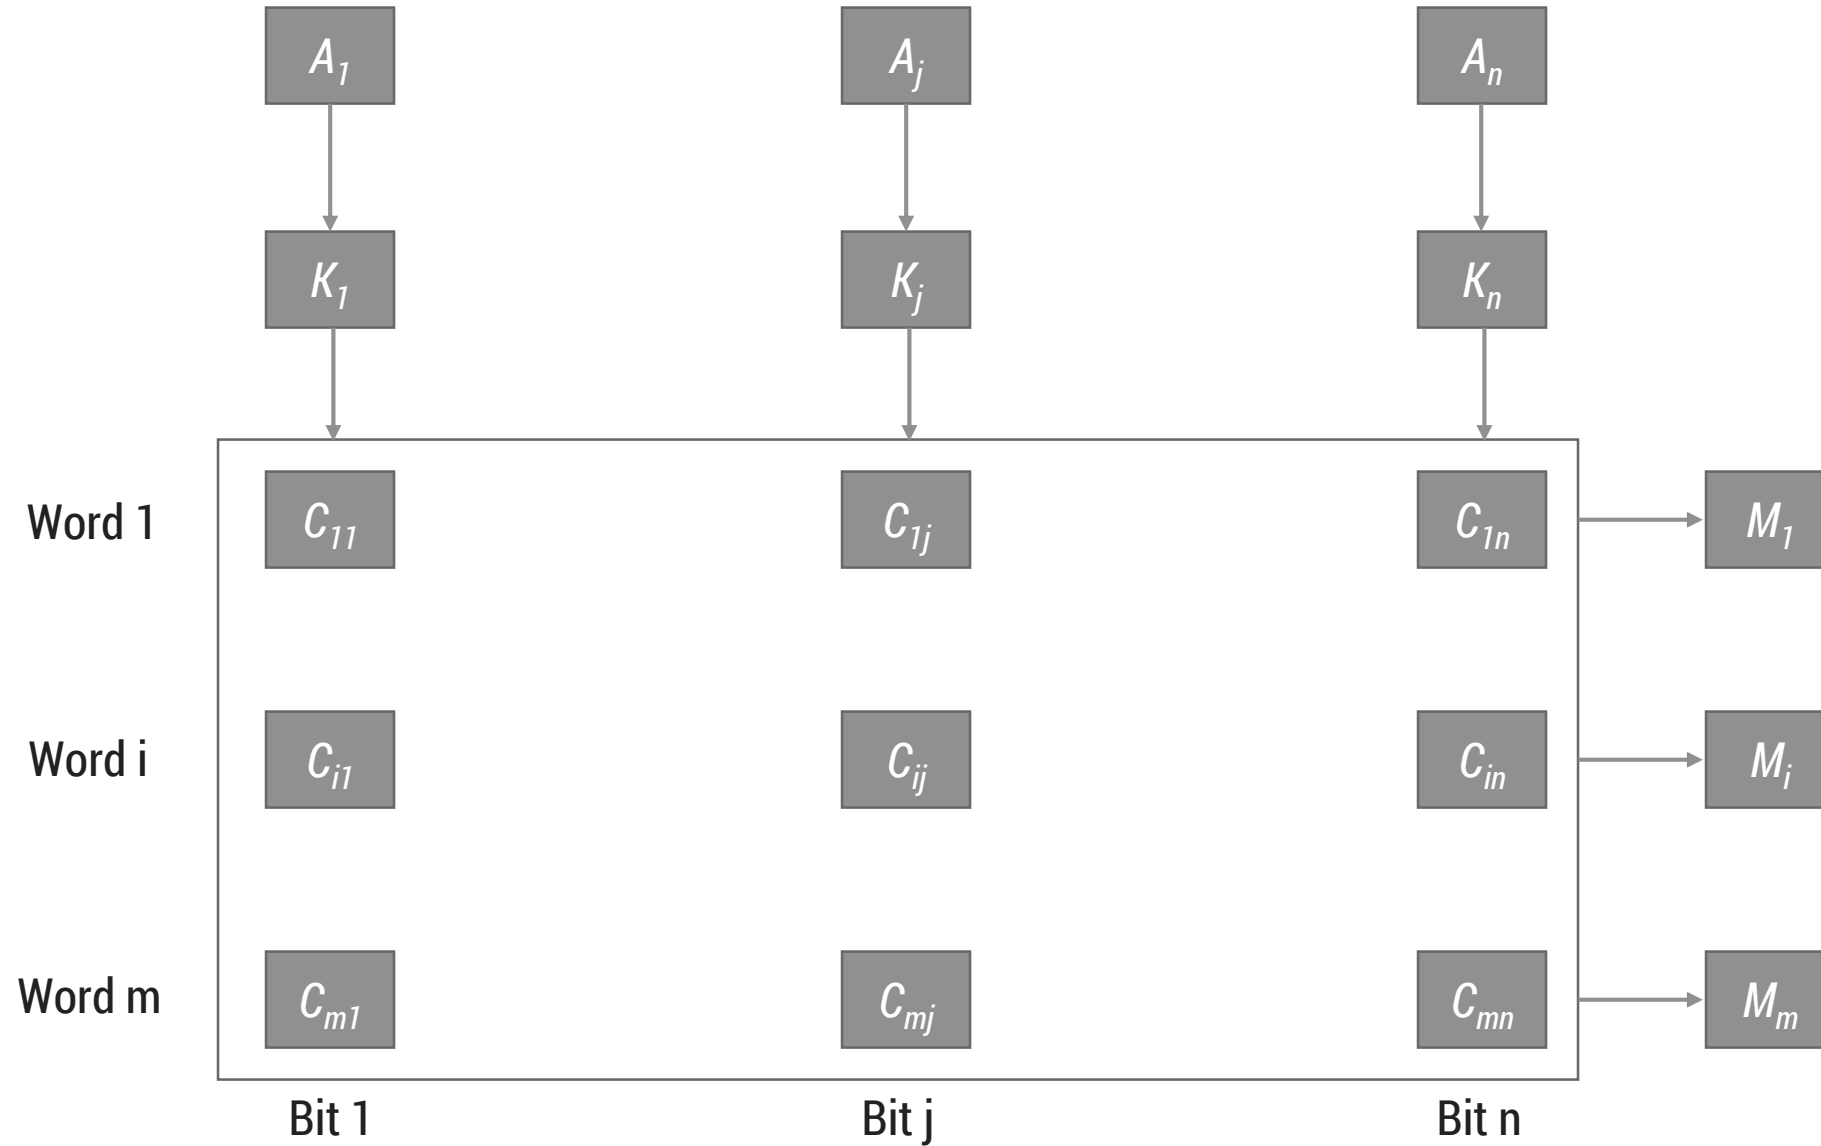 A1 Aj An
K1 Kj Kn
Word 1 C11 C1j C1n M1
Word i Ci1 Cij Cin Mi
Word m Cm1 Cmj Cmn Mm
Bit 1 Bit j Bit n